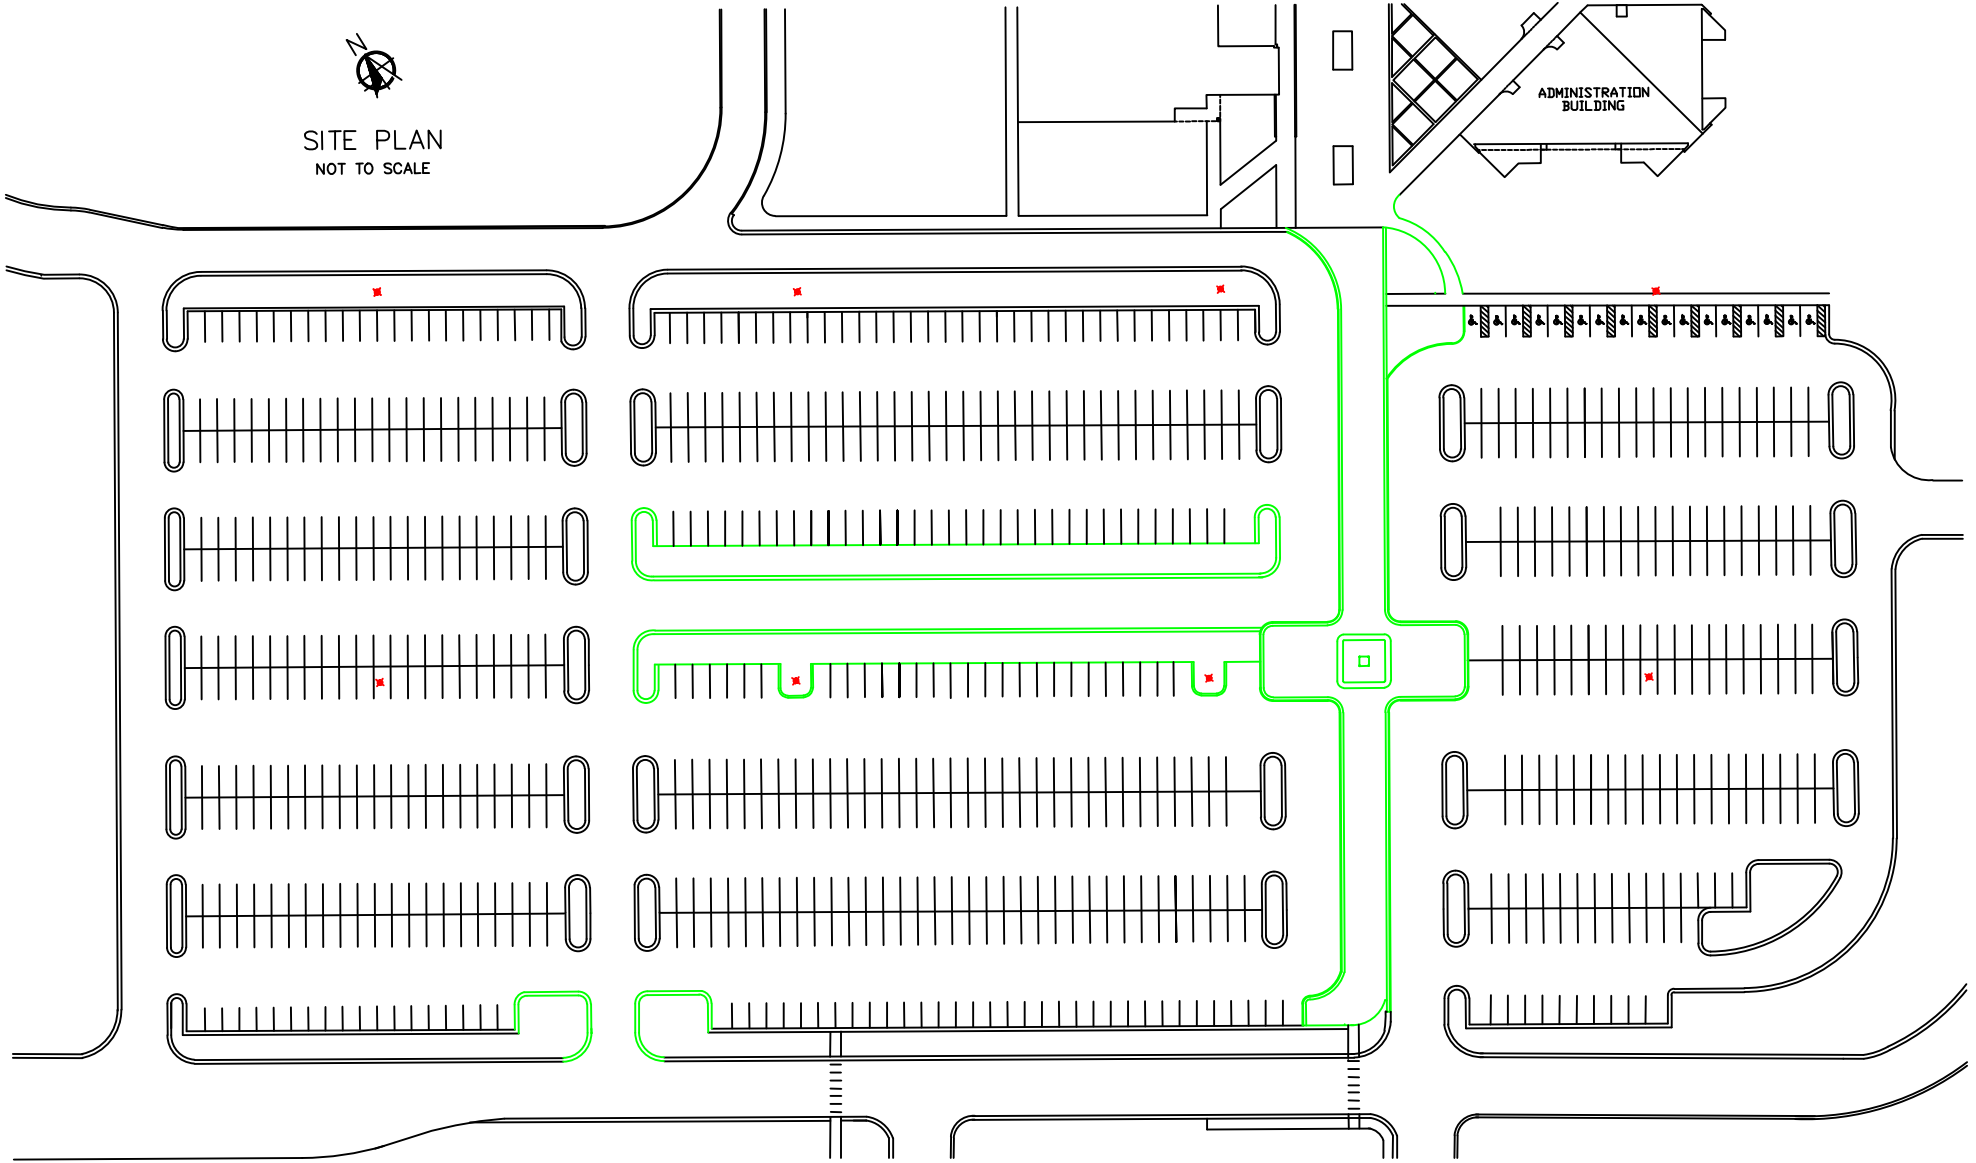 N
SITE PLAN
NOT TO SCALE
ADMINISTRATION
BUILDING